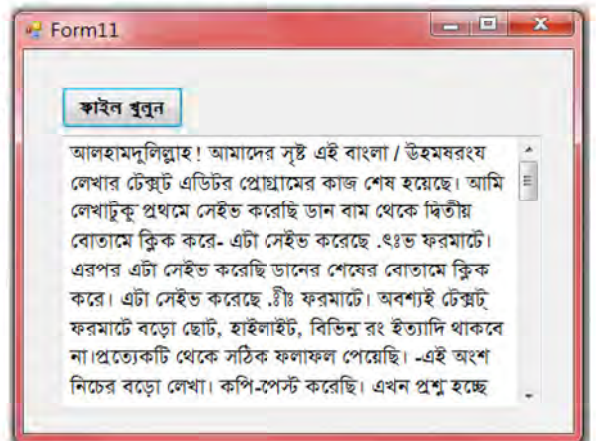 Form11
ফাইল খুলুন
আলহামদুলিল্লাহ! আমাদের সৃষ্ট এই বাংলা / ঊহমষরংয
লেখার টেক্সট্ এডিটর প্রোগ্রামের কাজ শেষ হয়েছে। আমি
লেখাটুকু প্রথমে সেইভ করেছি ডান বাম থেকে দ্বিতীয়
বোতামে ক্লিক করে- এটা সেইভ করেছে .ৎঃভ ফরমাটে।
এরপর এটা সেইভ করেছি ডানের শেষের বোতামে ক্লিক
করে। এটা সেইভ করেছে ফরমাটে। অবশ্যই টেক্সট্
ফরমাটে বড়ো ছোট, হাইলাইট, বিভিন্ন রং ইত্যাদি থাকবে
না।প্রত্যেকটি থেকে সঠিক ফলাফল পেয়েছি। -এই অংশ
নিচের বড়ো লেখা। কপি-পেস্ট করেছি। এখন প্রশ্ন হচ্ছে